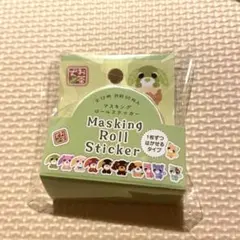 マスキング
ロールステッカー
Masking
Roll
Sticker
1枚ずつ
はがせる
タイプ